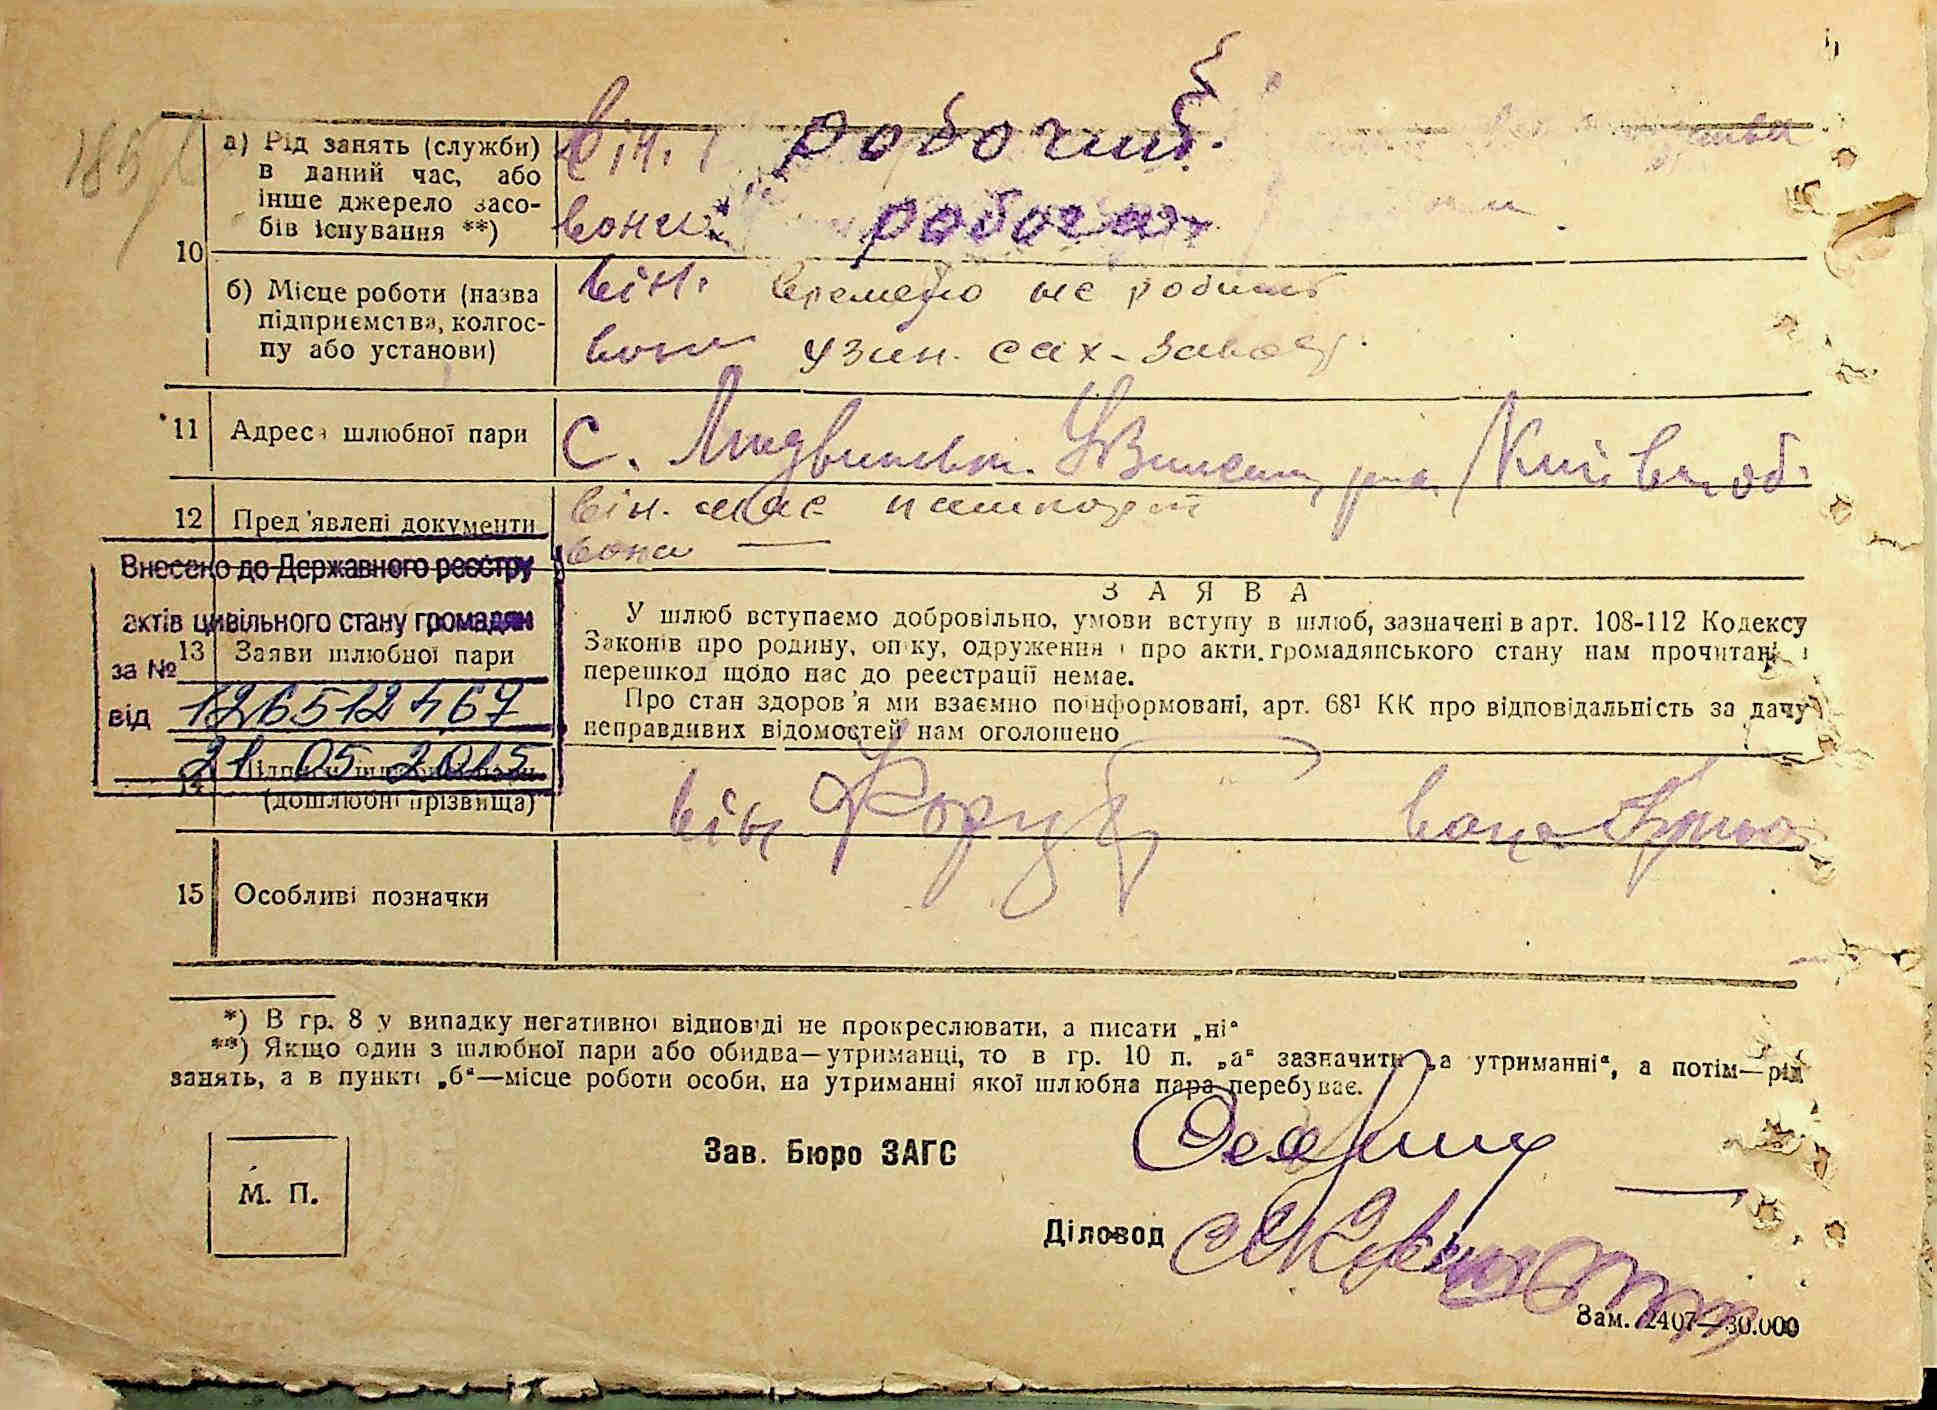 а) Рід занять (служби) в даний час, або інше джерело засобів існування **)
він. робочий.
вона робоча
10
б) Місце роботи (назва підприємства, колгоспу або установи)
він. времено не робить
вона узин. сах-завод
11 Адреса шлюбної пари
с.
12 Пред'явлені документи
він. має пашпорт
вона —
Внесено до Державного реєстру
актів цивільного стану громадян
за №
126512467
від
21 05 2015
13 Заяви шлюбної пари
ЗАЯВА
У шлюб вступаємо добровільно, умови вступу в шлюб, зазначені в арт. 108-112 Кодексу
Законів про родину, опіку, одруження і про акти громадянського стану нам прочитані і
перешкод щодо нас до реєстрації немає.
Про стан здоров'я ми взаємно поінформовані, арт. 68¹ КК про відповідальність за дачу
неправдивих відомостей нам оголошено
14 Підписи шлюбної пари
(дошлюбні прізвища)
він
вона
15 Особливі позначки
*) В гр. 8 у випадку негативної відповіді не прокреслювати, а писати „ні“
**) Якщо один з шлюбної пари або обидва—утриманці, то в гр. 10 п. „а“ зазначити „на утриманні“, а потім—рід
занять, а в пункті „б“—місце роботи особи, на утриманні якої шлюбна пара перебуває.
М. П.
Зав. Бюро ЗАГС
Діловод
Зам. 2407—30.000